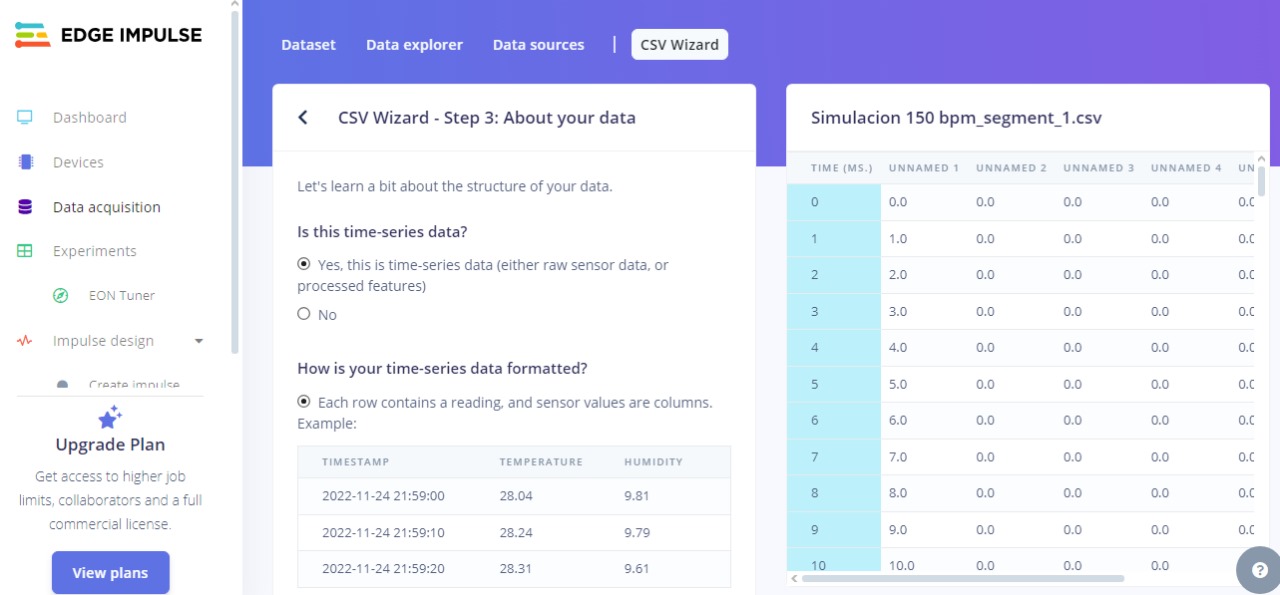 EDGE IMPULSE
Dashboard
Devices
Data acquisition
Experiments
EON Tuner
Impulse design
Create impulse
Upgrade Plan
Get access to higher job
limits, collaborators and a full
commercial license.
View plans
Dataset Data explorer Data sources | CSV Wizard
CSV Wizard - Step 3: About your data
Let's learn a bit about the structure of your data.
Is this time-series data?
Yes, this is time-series data (either raw sensor data, or
processed features)
No
How is your time-series data formatted?
Each row contains a reading, and sensor values are columns.
Example:
TIMESTAMP TEMPERATURE HUMIDITY
2022-11-24 21:59:00 28.04 9.81
2022-11-24 21:59:10 28.24 9.79
2022-11-24 21:59:20 28.31 9.61
Simulacion 150 bpm_segment_1.csv
TIME (MS.) UNNAMED 1 UNNAMED 2 UNNAMED 3 UNNAMED 4 UN
0 0.0 0.0 0.0 0.0 0.0
1 1.0 0.0 0.0 0.0 0.0
2 2.0 0.0 0.0 0.0 0.0
3 3.0 0.0 0.0 0.0 0.0
4 4.0 0.0 0.0 0.0 0.0
5 5.0 0.0 0.0 0.0 0.0
6 6.0 0.0 0.0 0.0 0.0
7 7.0 0.0 0.0 0.0 0.0
8 8.0 0.0 0.0 0.0 0.0
9 9.0 0.0 0.0 0.0 0.0
10 10.0 0.0 0.0 0.0 0.0
?